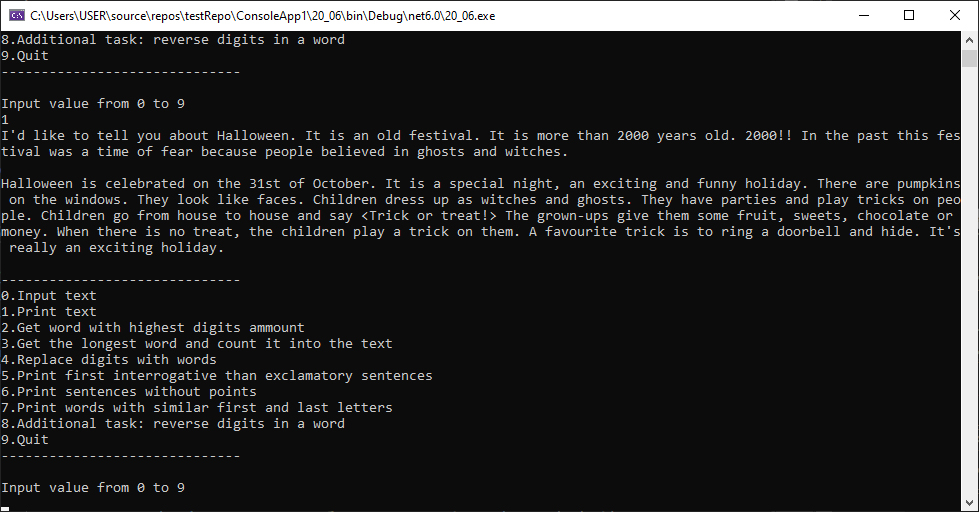 C:\Users\USER\source\repos\testRepo\ConsoleApp1\20_06\bin\Debug\net6.0\20_06.exe
8.Additional task: reverse digits in a word
9.Quit
------------------------------
Input value from 0 to 9
1
I'd like to tell you about Halloween. It is an old festival. It is more than 2000 years old. 2000!! In the past this fes
tival was a time of fear because people believed in ghosts and witches.
Halloween is celebrated on the 31st of October. It is a special night, an exciting and funny holiday. There are pumpkins
 on the windows. They look like faces. Children dress up as witches and ghosts. They have parties and play tricks on peo
ple. Children go from house to house and say <Trick or treat!> The grown-ups give them some fruit, sweets, chocolate or
money. When there is no treat, the children play a trick on them. A favourite trick is to ring a doorbell and hide. It's
 really an exciting holiday.
------------------------------
0.Input text
1.Print text
2.Get word with highest digits ammount
3.Get the longest word and count it into the text
4.Replace digits with words
5.Print first interrogative than exclamatory sentences
6.Print sentences without points
7.Print words with similar first and last letters
8.Additional task: reverse digits in a word
9.Quit
------------------------------
Input value from 0 to 9